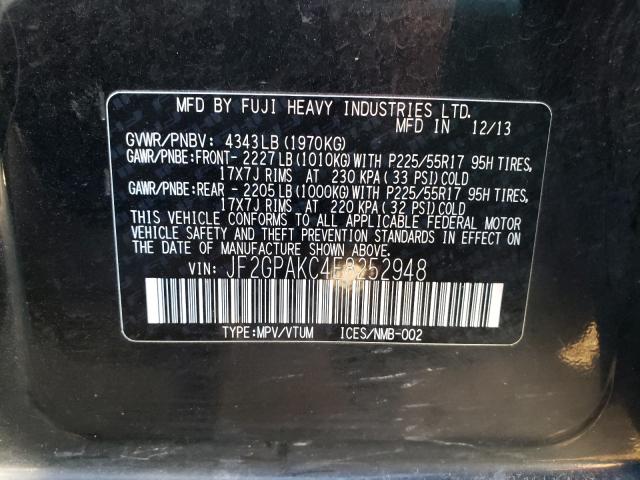 MFD BY FUJI HEAVY INDUSTRIES LTD.
MFD IN 12/13
GVWR/PNBV: 4343LB(1970KG)
GAWR/PNBE:FRONT- 2227LB(1010KG)WITH P225/55R17 95H TIRES,
17X7J RIMS AT 230 KPA(33 PSI)COLD
GAWR/PNBE:REAR - 2205LB(1000KG)WITH P225/55R17 95H TIRES,
17X7J RIMS AT 220 KPA(32 PSI)COLD
THIS VEHICLE CONFORMS TO ALL APPLICABLE FEDERAL MOTOR
VEHICLE SAFETY AND THEFT PREVENTION STANDARDS IN EFFECT
ON THE DATE OF MANUFACTURE SHOWN ABOVE.
VIN: JF2GPAKC4E8252948
TYPE:MPV/VTUM ICES/NMB-002